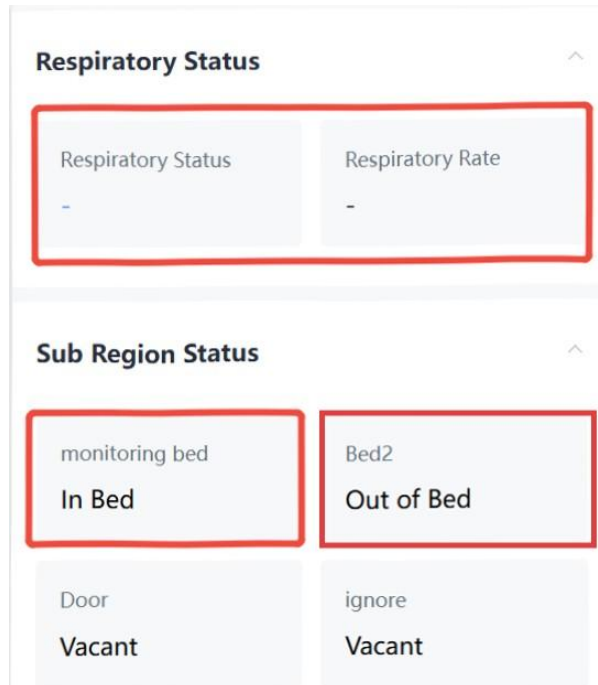 Respiratory Status
Respiratory Status
Respiratory Rate
-
-
Sub Region Status
monitoring bed
Bed2
In Bed
Out of Bed
Door
ignore
Vacant
Vacant